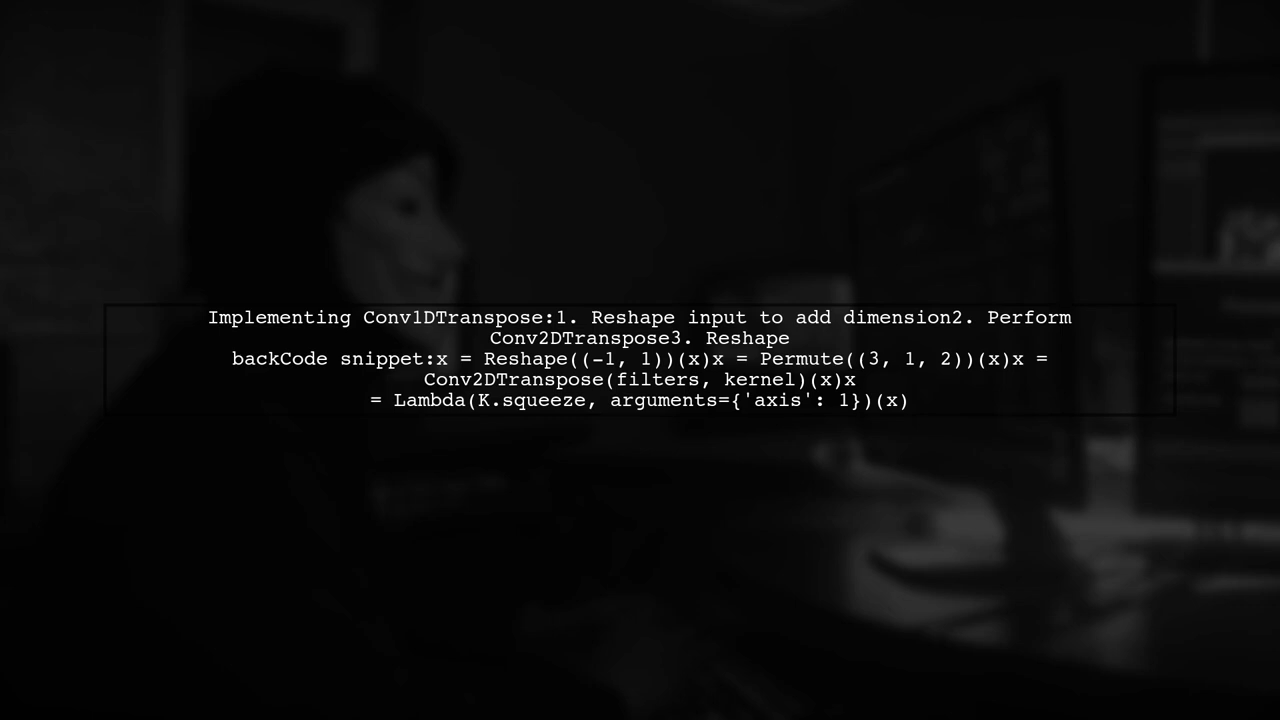 Implementing Conv1DTranspose:1. Reshape input to add dimension2. Perform
Conv2DTranspose3. Reshape
backCode snippet:x = Reshape((-1, 1))(x)x = Permute((3, 1, 2))(x)x =
Conv2DTranspose(filters, kernel)(x)x
= Lambda(K.squeeze, arguments={'axis': 1})(x)